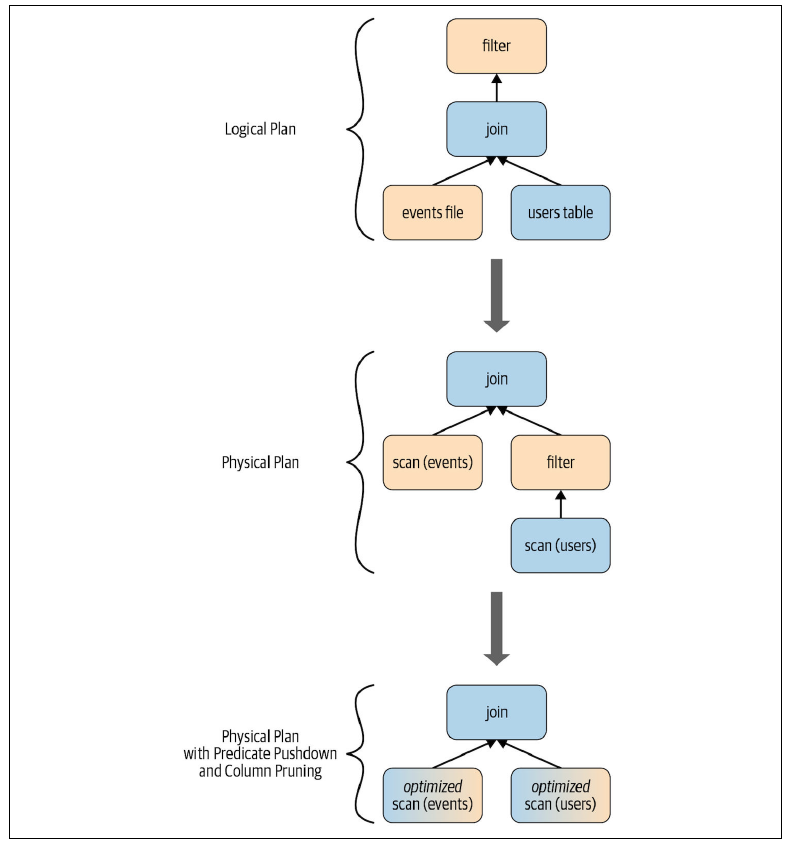 filter
Logical Plan
join
events file
users table
join
Physical Plan
scan (events)
filter
scan (users)
join
Physical Plan
with Predicate Pushdown
and Column Pruning
optimized
scan (events)
optimized
scan (users)